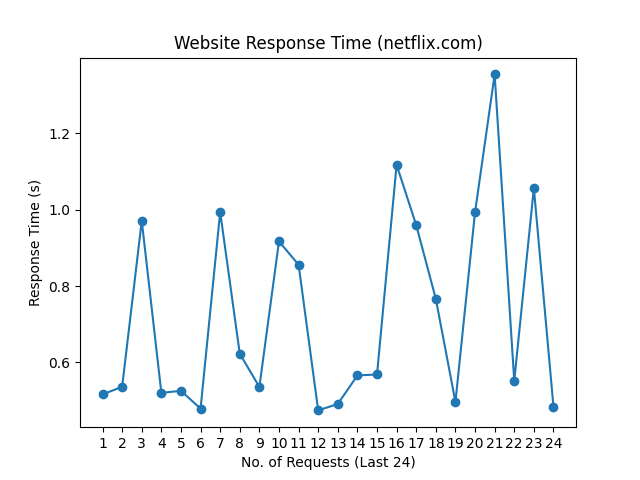 Website Response Time (netflix.com)
Response Time (s)
1.2
1.0
0.8
0.6
1 2 3 4 5 6 7 8 9 10 11 12 13 14 15 16 17 18 19 20 21 22 23 24
No. of Requests (Last 24)